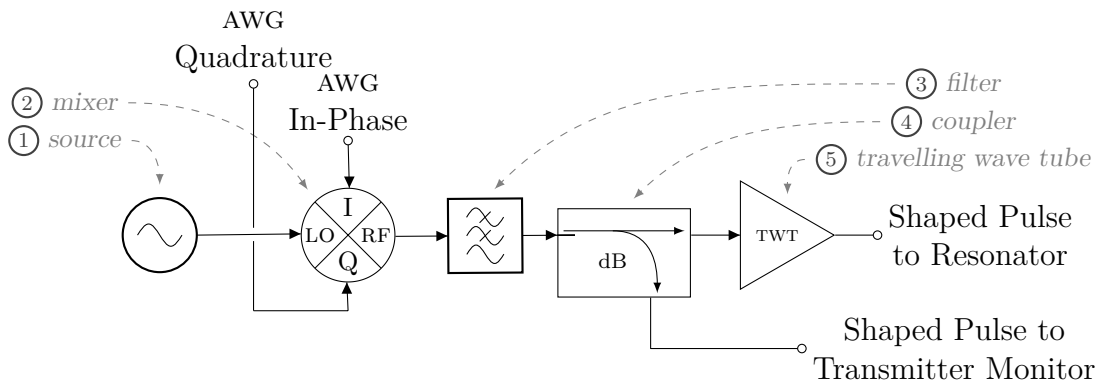 AWG
Quadrature
AWG
In-Phase
2 mixer
1 source
3 filter
4 coupler
5 travelling wave tube
I
LO RF
Q
dB
TWT
Shaped Pulse
to Resonator
Shaped Pulse to
Transmitter Monitor